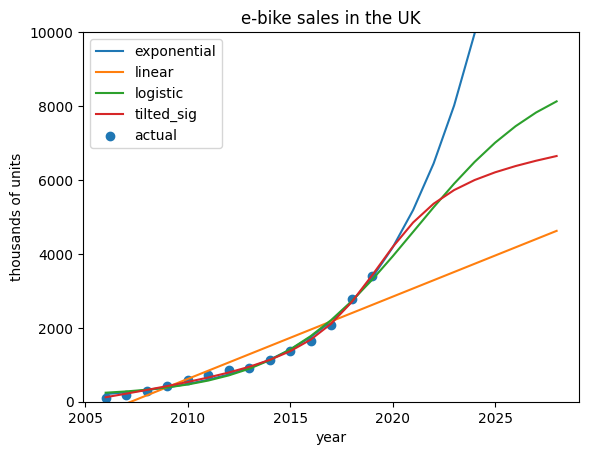 e-bike sales in the UK
10000
8000
6000
4000
2000
0
thousands of units
exponential
linear
logistic
tilted_sig
actual
2005
2010
2015
2020
2025
year